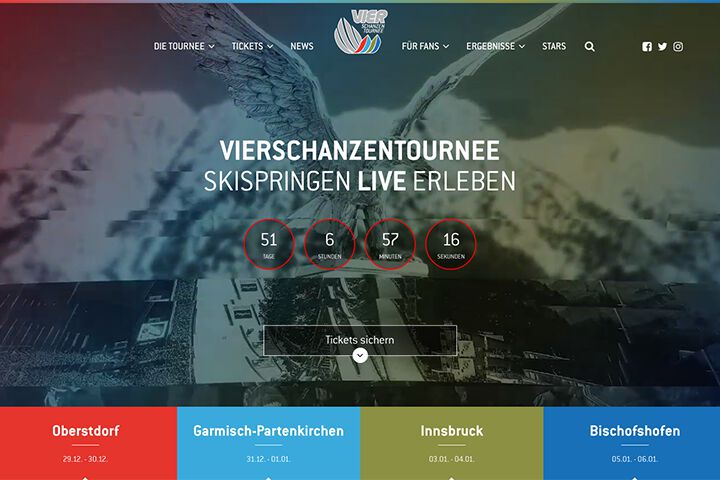 DIE TOURNEE TICKETS NEWS VIER SCHANZEN TOURNEE FÜR FANS ERGEBNISSE STARS
VIERSCHANZENTOURNEE
SKISPRINGEN LIVE ERLEBEN
51 6 57 16
TAGE STUNDEN MINUTEN SEKUNDEN
Tickets sichern
Oberstdorf Garmisch-Partenkirchen Innsbruck Bischofshofen
29.12. - 30.12. 31.12. - 01.01. 03.01. - 04.01. 05.01. - 06.01.